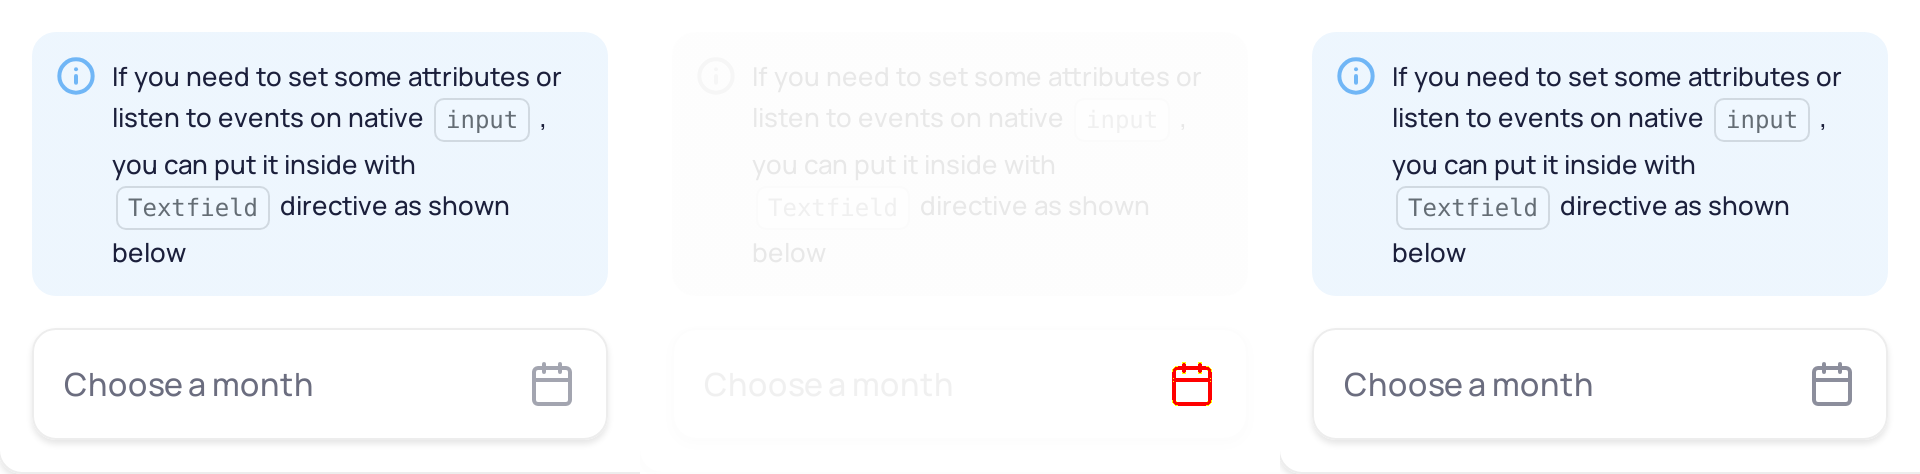 If you need to set some attributes or
listen to events on native input ,
you can put it inside with
Textfield directive as shown
below
Choose a month
If you need to set some attributes or
listen to events on native input ,
you can put it inside with
Textfield directive as shown
below
Choose a month
If you need to set some attributes or
listen to events on native input ,
you can put it inside with
Textfield directive as shown
below
Choose a month